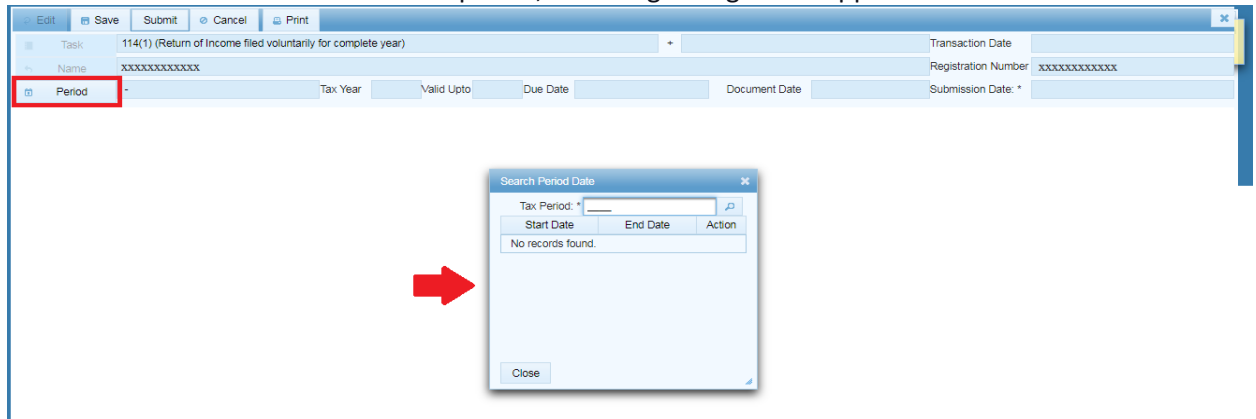 Edit Save Submit Cancel Print
Task 114(1) (Return of Income filed voluntarily for complete year) + Transaction Date
Name XXXXXXXXXXXX Registration Number XXXXXXXXXXXX
Period - Tax Year Valid Upto Due Date Document Date Submission Date: *
Search Period Date
Tax Period: *
Start Date End Date Action
No records found.
Close